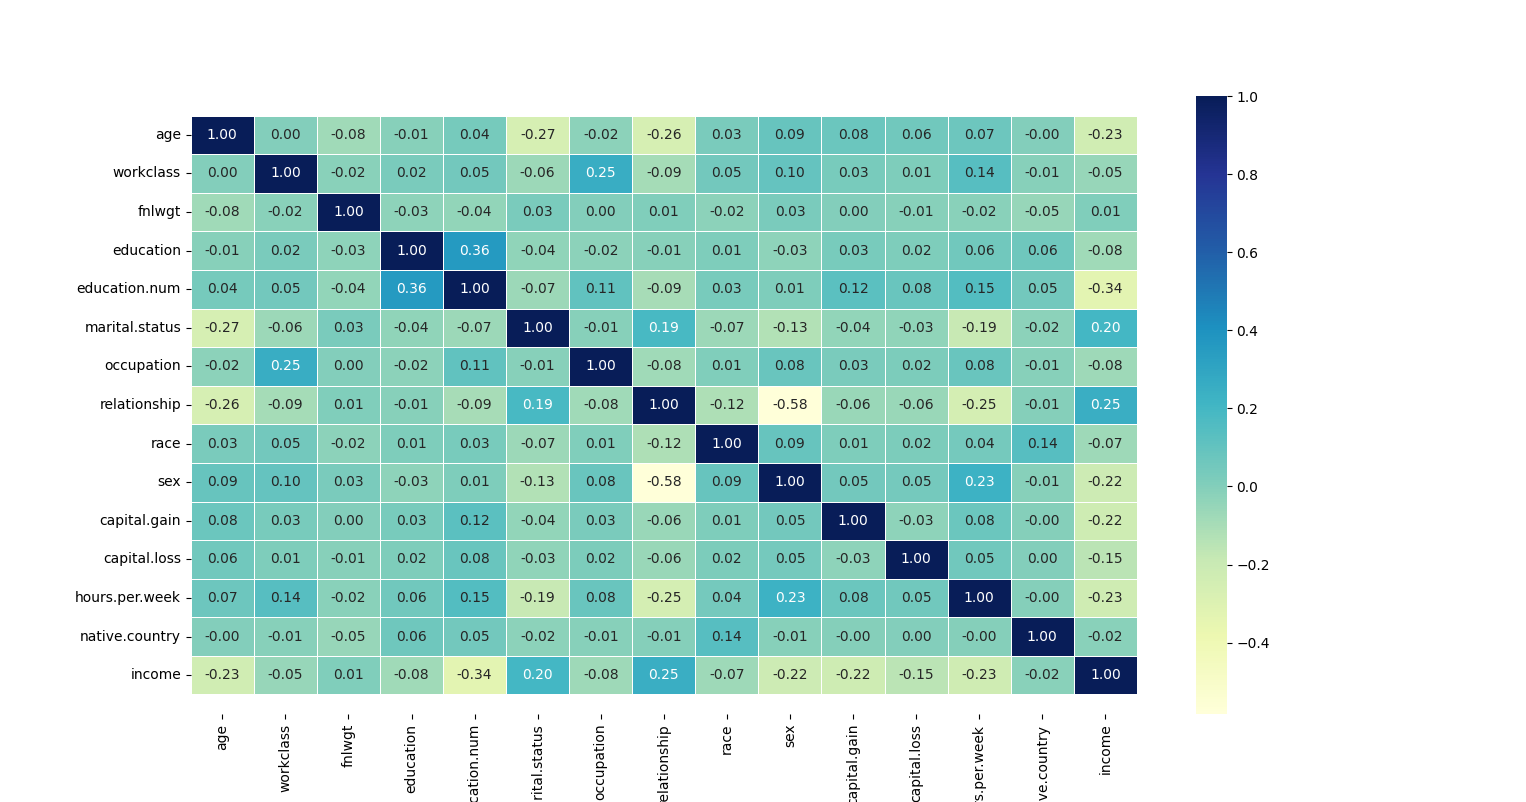 1.0
age 1.00 0.00 -0.08 -0.01 0.04 -0.27 -0.02 -0.26 0.03 0.09 0.08 0.06 0.07 -0.00 -0.23
workclass 0.00 1.00 -0.02 0.02 0.05 -0.06 0.25 -0.09 0.05 0.10 0.03 0.01 0.14 -0.01 -0.05
0.8
fnlwgt -0.08 -0.02 1.00 -0.03 -0.04 0.03 0.00 0.01 -0.02 0.03 0.00 -0.01 -0.02 -0.05 0.01
education -0.01 0.02 -0.03 1.00 0.36 -0.04 -0.02 -0.01 0.01 -0.03 0.03 0.02 0.06 0.06 -0.08
0.6
education.num 0.04 0.05 -0.04 0.36 1.00 -0.07 0.11 -0.09 0.03 0.01 0.12 0.08 0.15 0.05 -0.34
marital.status -0.27 -0.06 0.03 -0.04 -0.07 1.00 -0.01 0.19 -0.07 -0.13 -0.04 -0.03 -0.19 -0.02 0.20
0.4
occupation -0.02 0.25 0.00 -0.02 0.11 -0.01 1.00 -0.08 0.01 0.08 0.03 0.02 0.08 -0.01 -0.08
relationship -0.26 -0.09 0.01 -0.01 -0.09 0.19 -0.08 1.00 -0.12 -0.58 -0.06 -0.06 -0.25 -0.01 0.25
0.2
race 0.03 0.05 -0.02 0.01 0.03 -0.07 0.01 -0.12 1.00 0.09 0.01 0.02 0.04 0.14 -0.07
sex 0.09 0.10 0.03 -0.03 0.01 -0.13 0.08 -0.58 0.09 1.00 0.05 0.05 0.23 -0.01 -0.22
0.0
capital.gain 0.08 0.03 0.00 0.03 0.12 -0.04 0.03 -0.06 0.01 0.05 1.00 -0.03 0.08 -0.00 -0.22
capital.loss 0.06 0.01 -0.01 0.02 0.08 -0.03 0.02 -0.06 0.02 0.05 -0.03 1.00 0.05 0.00 -0.15
−0.2
hours.per.week 0.07 0.14 -0.02 0.06 0.15 -0.19 0.08 -0.25 0.04 0.23 0.08 0.05 1.00 -0.00 -0.23
native.country -0.00 -0.01 -0.05 0.06 0.05 -0.02 -0.01 -0.01 0.14 -0.01 -0.00 0.00 -0.00 1.00 -0.02
−0.4
income -0.23 -0.05 0.01 -0.08 -0.34 0.20 -0.08 0.25 -0.07 -0.22 -0.22 -0.15 -0.23 -0.02 1.00
age
workclass
fnlwgt
education
cation.num
rital.status
occupation
elationship
race
sex
capital.gain
capital.loss
s.per.week
ve.country
income